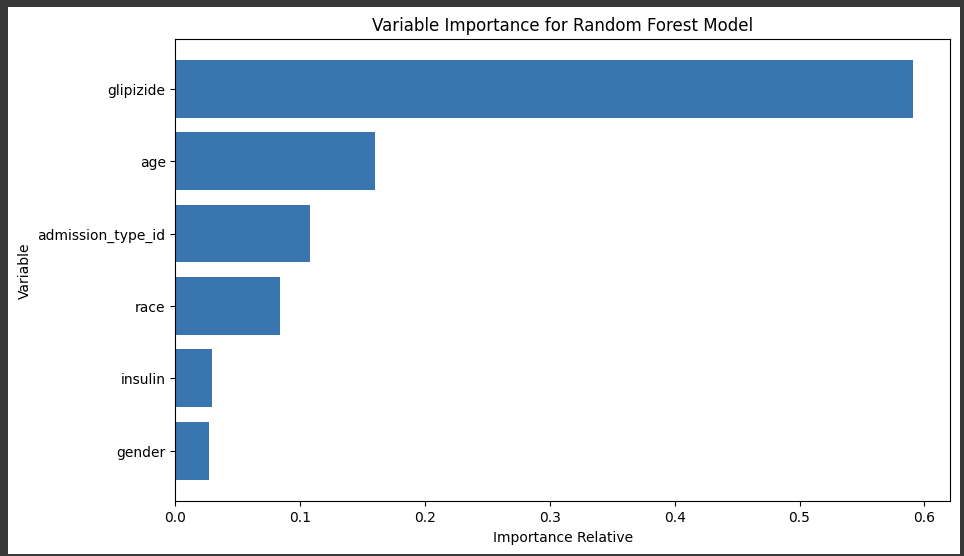 Variable Importance for Random Forest Model
glipizide
age
admission_type_id
race
insulin
gender
Variable
0.0 0.1 0.2 0.3 0.4 0.5 0.6
Importance Relative